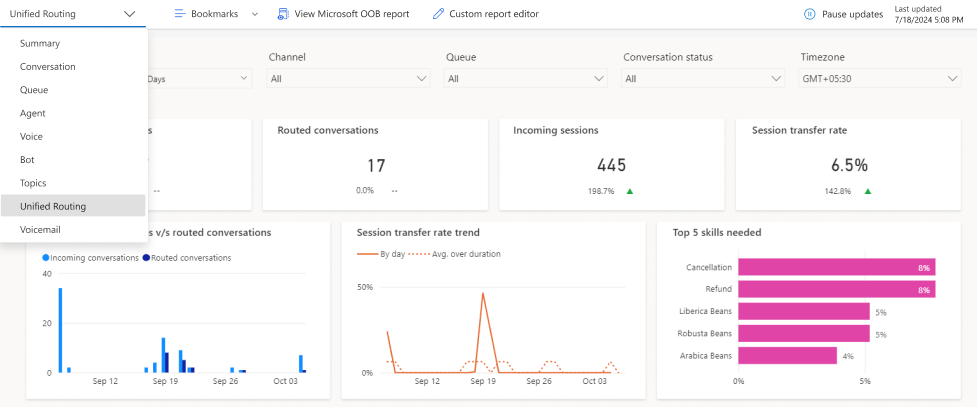 Unified Routing
Bookmarks
View Microsoft OOB report
Custom report editor
Pause updates
Last updated
7/18/2024 5:08 PM
Summary
Conversation
Queue
Agent
Voice
Bot
Topics
Unified Routing
Voicemail
Days
Channel
All
Queue
All
Conversation status
All
Timezone
GMT+05:30
s
--
Routed conversations
17
0.0% --
Incoming sessions
445
198.7%
Session transfer rate
6.5%
142.8%
s v/s routed conversations
Incoming conversations Routed conversations
40
20
0
Sep 12 Sep 19 Sep 26 Oct 03
Session transfer rate trend
By day Avg. over duration
50%
0%
Sep 12 Sep 19 Sep 26 Oct 03
Top 5 skills needed
Cancellation 8%
Refund 8%
Liberica Beans 5%
Robusta Beans 5%
Arabica Beans 4%
0% 5%